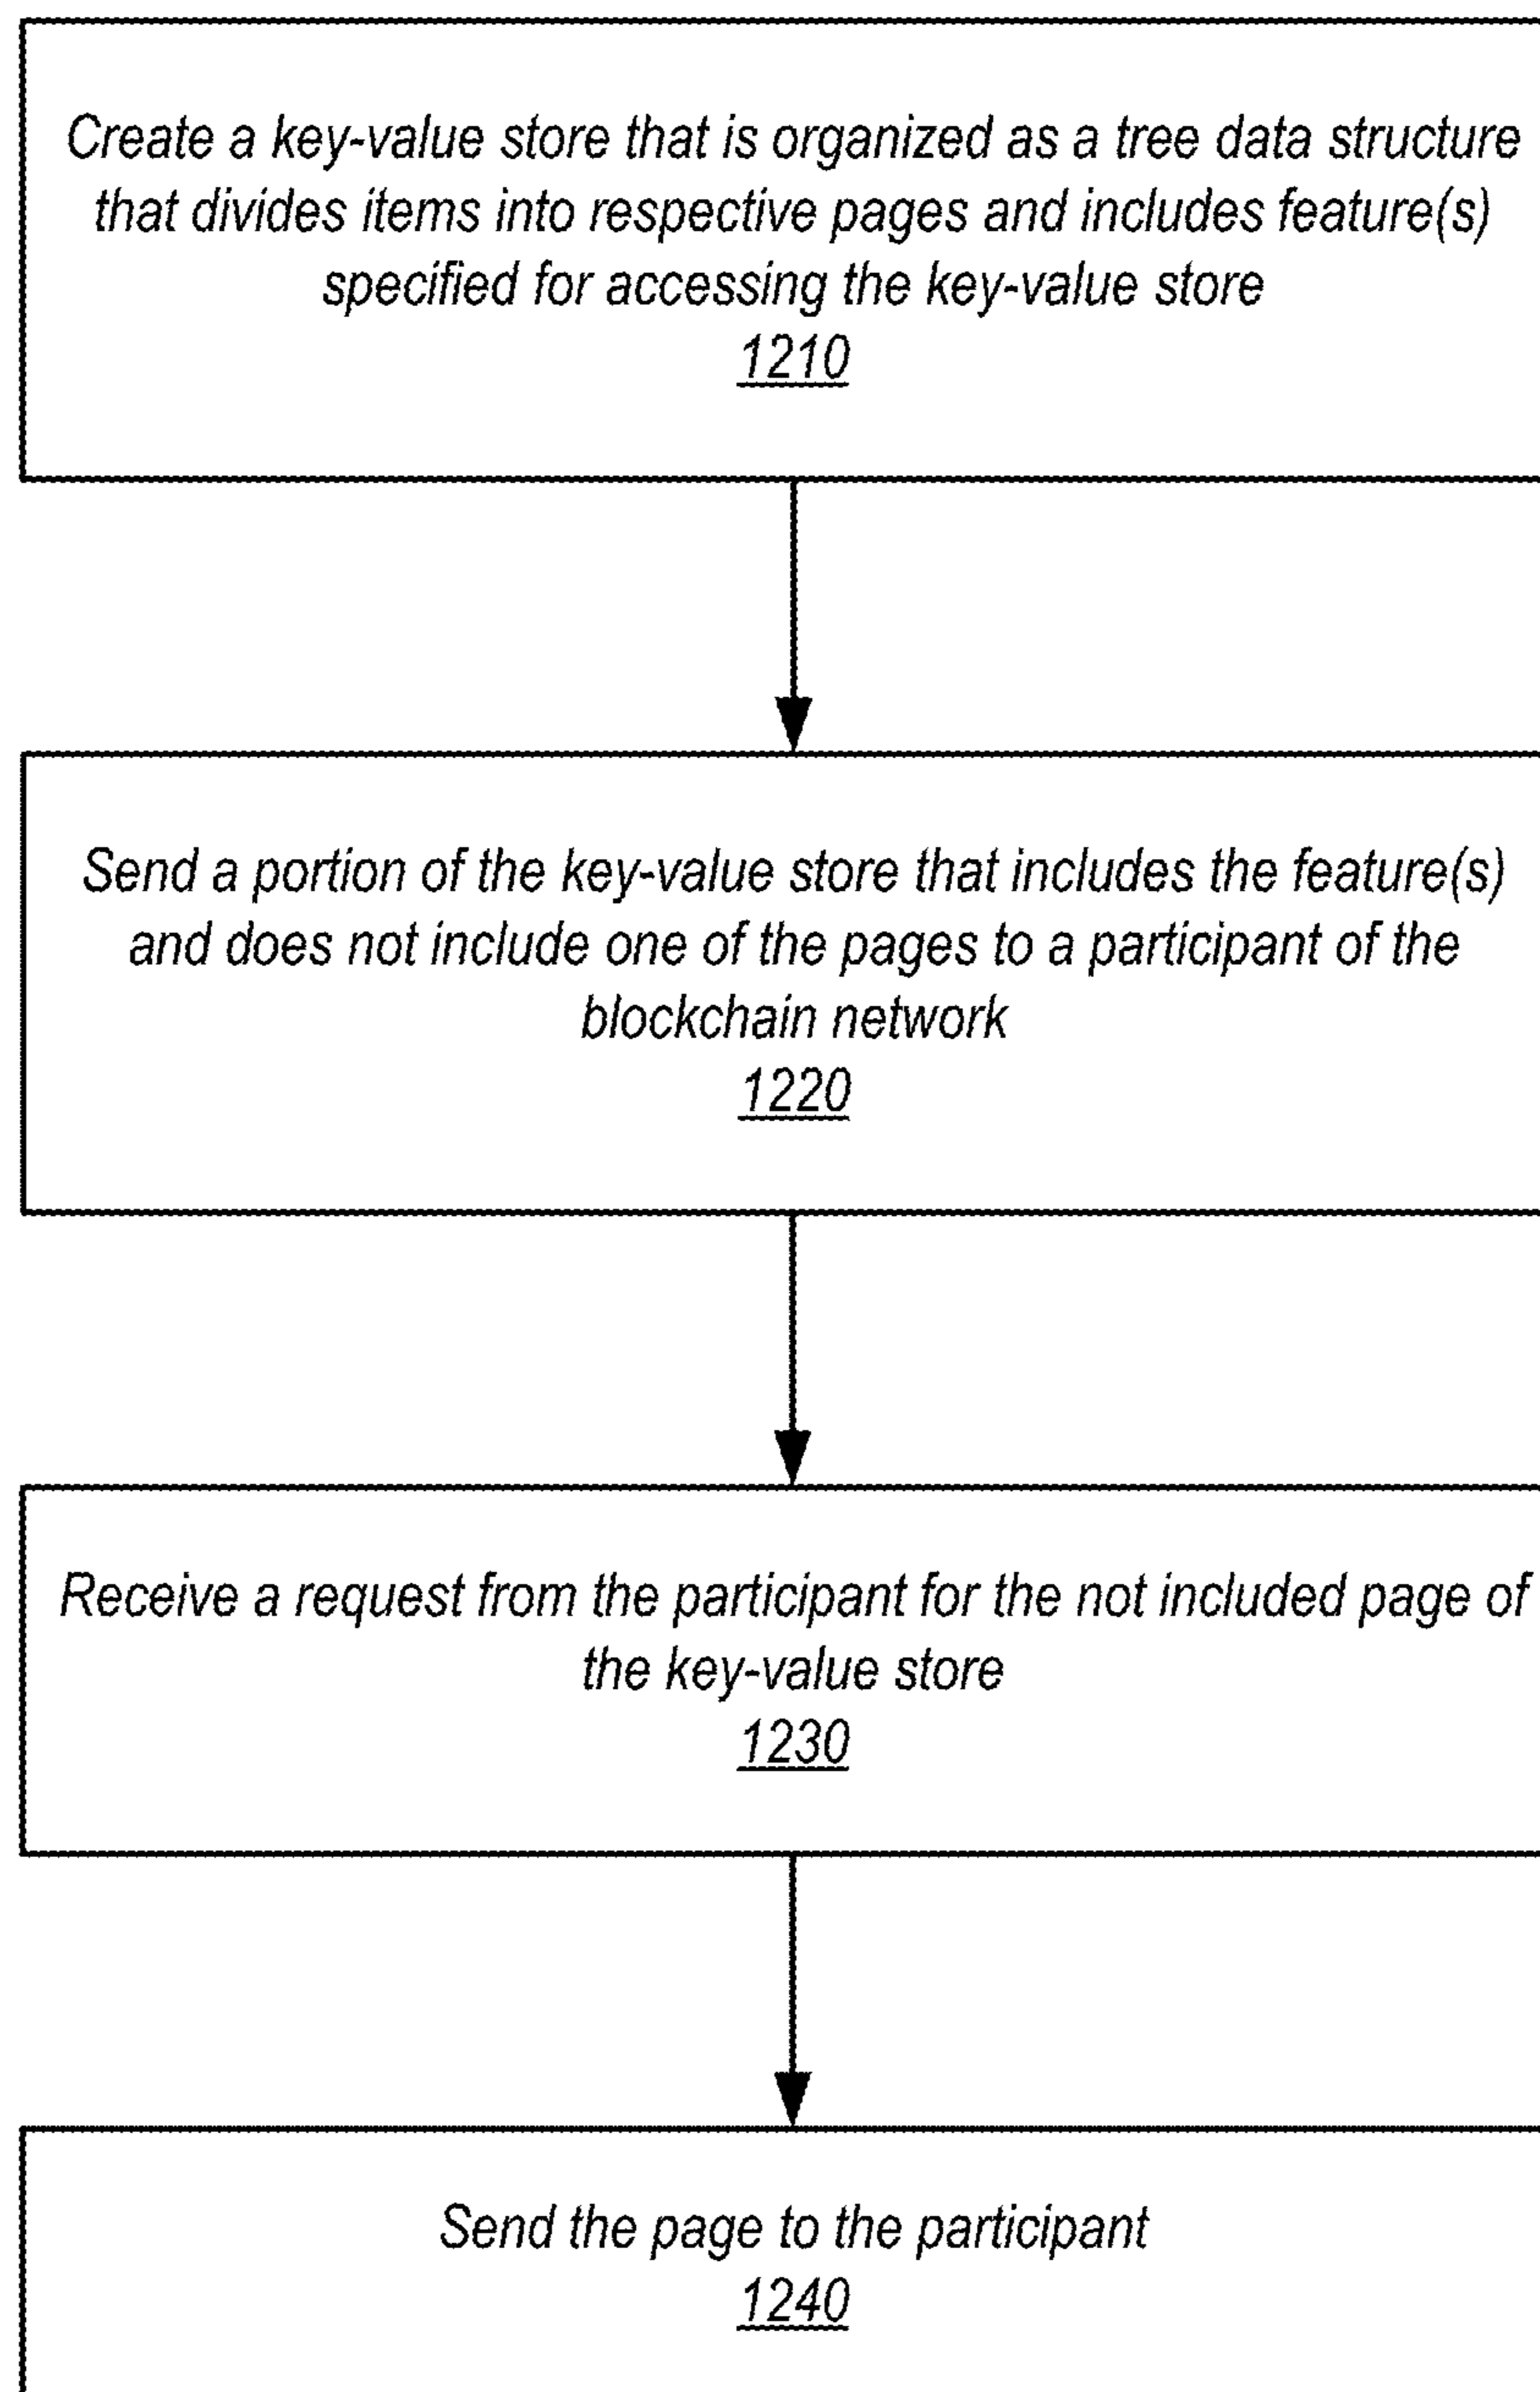 Create a key-value store that is organized as a tree data structure
that divides items into respective pages and includes feature(s)
specified for accessing the key-value store
1210
Send a portion of the key-value store that includes the feature(s)
and does not include one of the pages to a participant of the
blockchain network
1220
Receive a request from the participant for the not included page of
the key-value store
1230
Send the page to the participant
1240